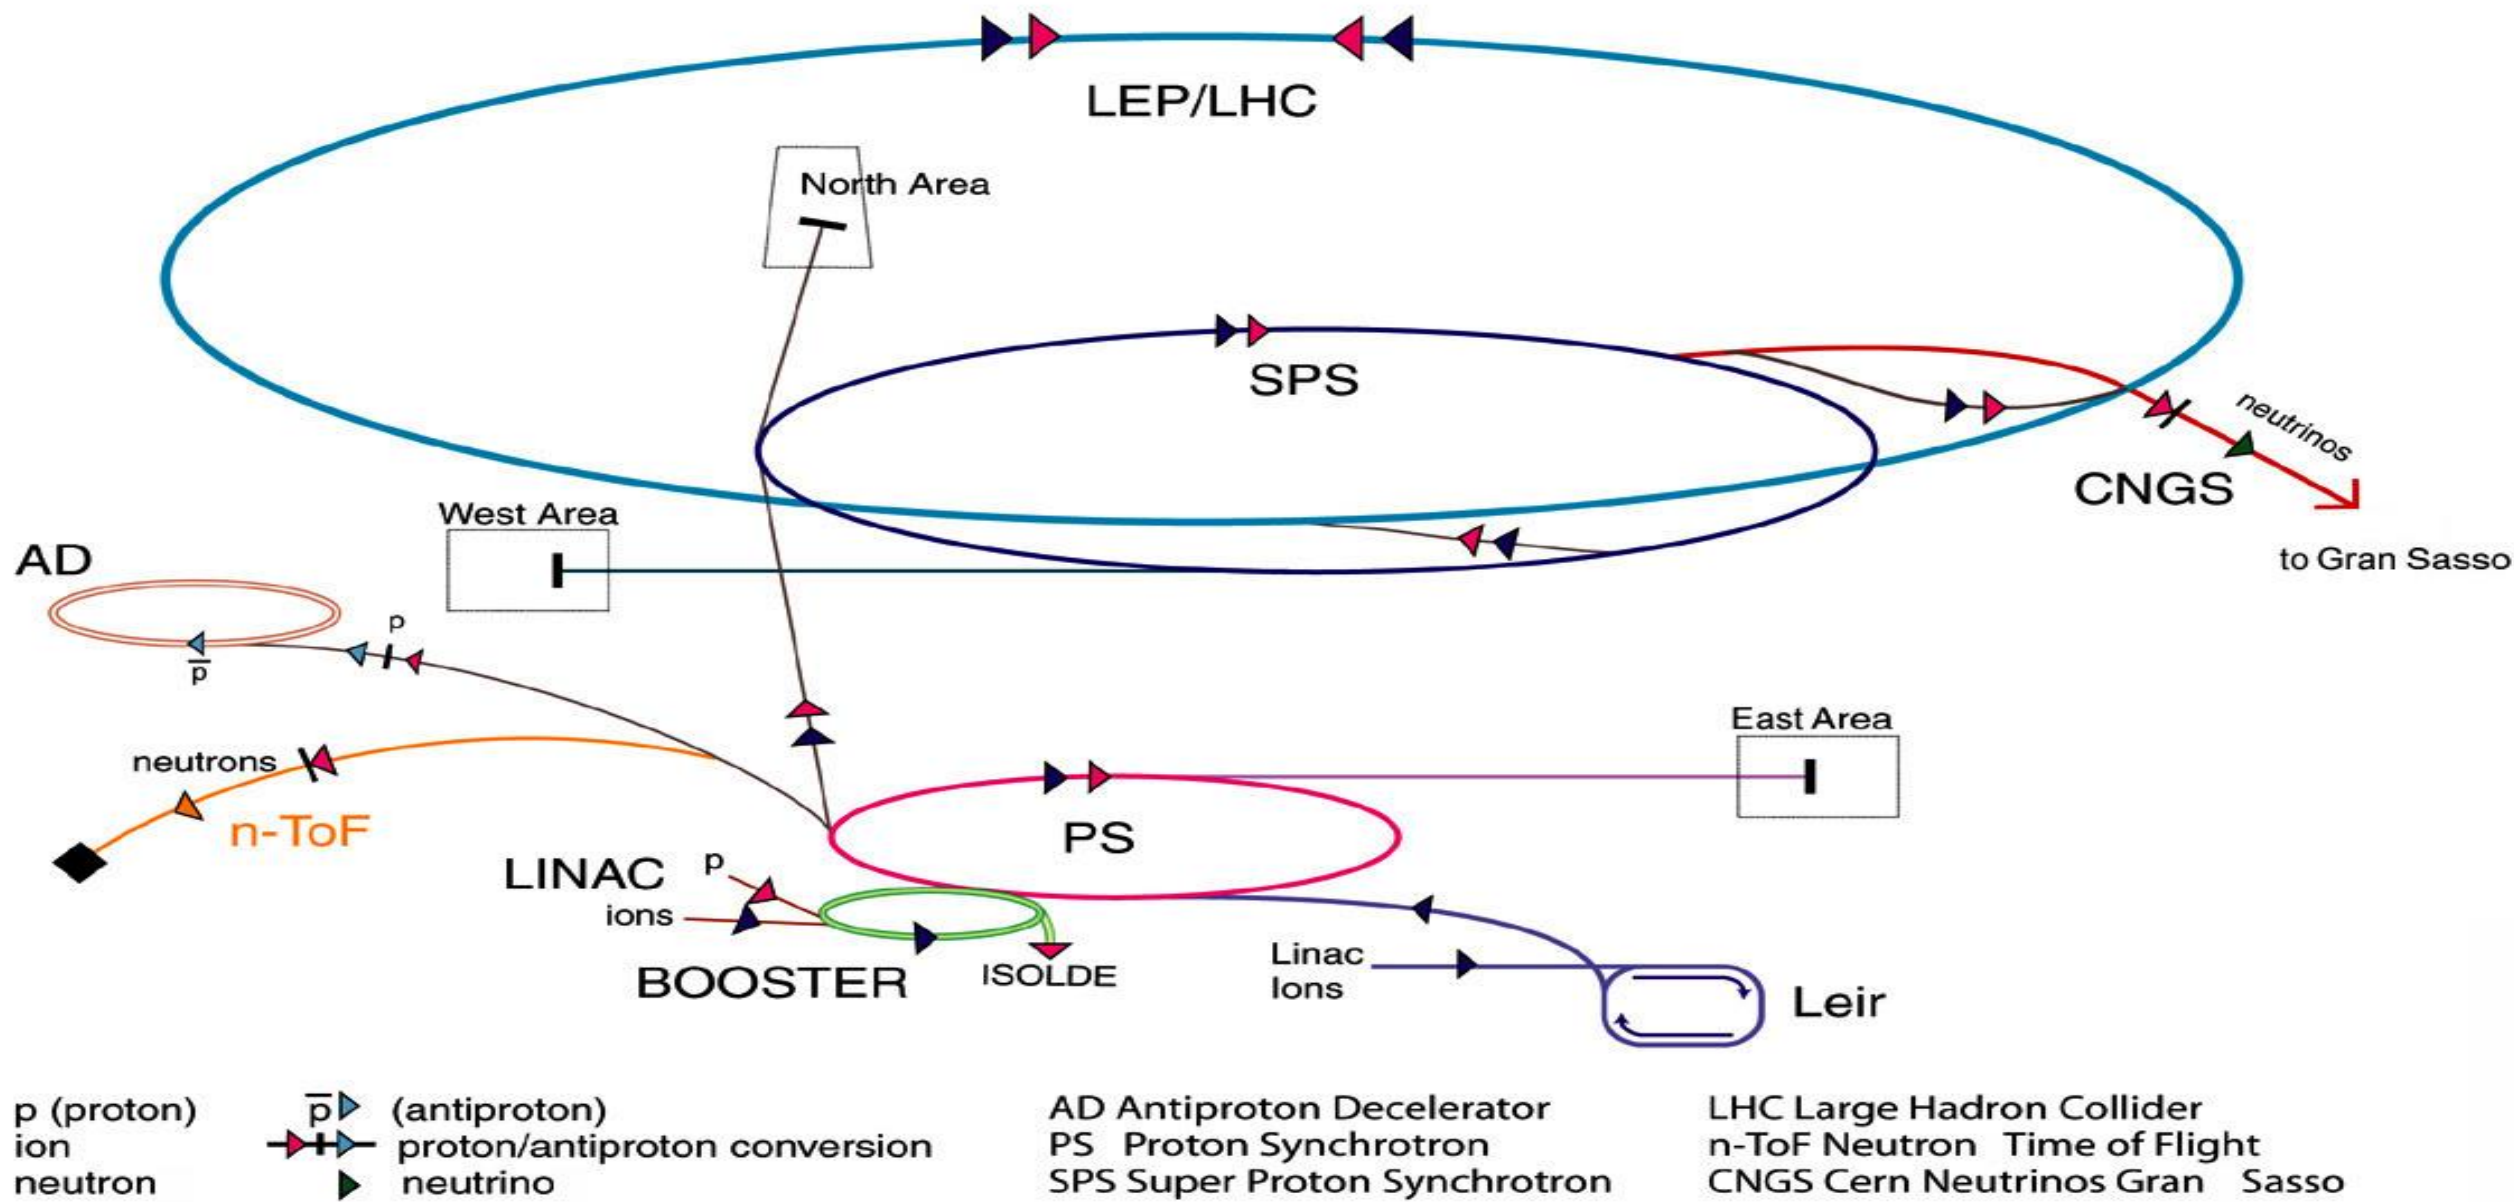 LEP/LHC
North Area
SPS
neutrinos
CNGS
to Gran Sasso
West Area
AD
p
p̅
neutrons
n-ToF
East Area
PS
LINAC
p
ions
BOOSTER
ISOLDE
Linac
Ions
Leir
p (proton)
ion
neutron
p̅ (antiproton)
proton/antiproton conversion
neutrino
AD Antiproton Decelerator
PS Proton Synchrotron
SPS Super Proton Synchrotron
LHC Large Hadron Collider
n-ToF Neutron Time of Flight
CNGS Cern Neutrinos Gran Sasso